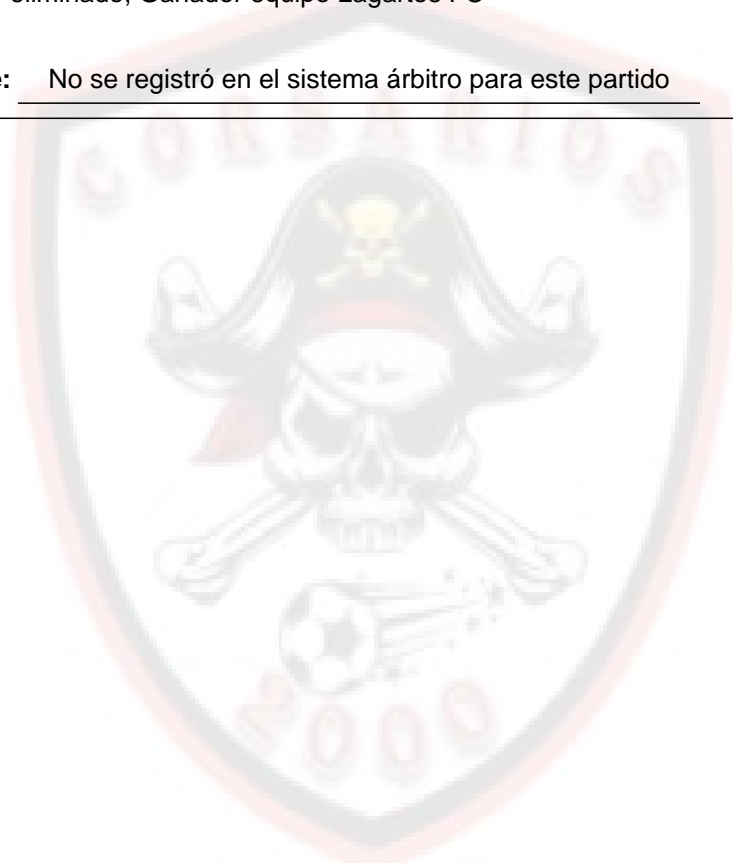 eliminado, Ganador equipo Lagartos FC
e: No se registró en el sistema árbitro para este partido
CORSARIOS
2000